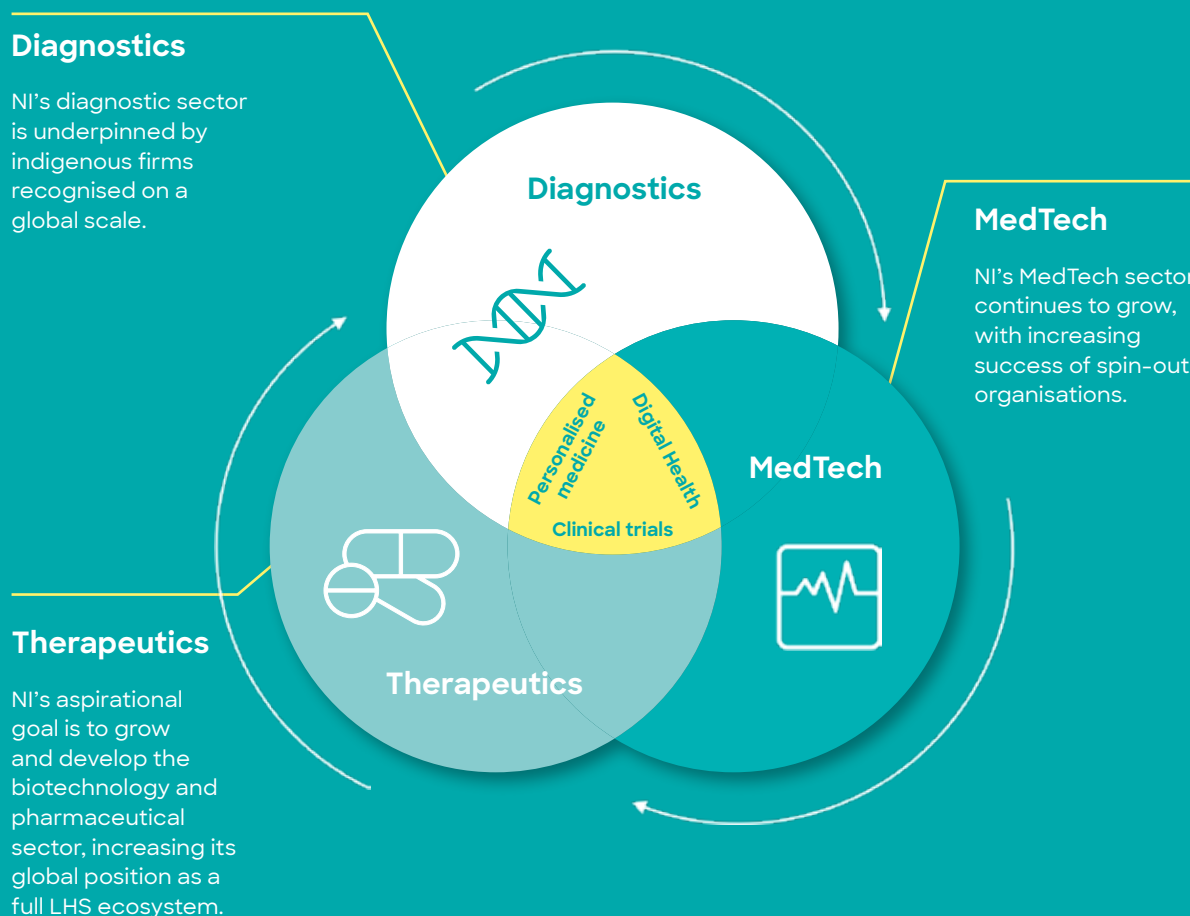 Diagnostics
NI's diagnostic sector
is underpinned by
indigenous firms
recognised on a
global scale.
Diagnostics
MedTech
NI's MedTech sector
continues to grow,
with increasing
success of spin-out
organisations.
Personalised
medicine
Digital Health
Clinical trials
MedTech
Therapeutics
Therapeutics
NI's aspirational
goal is to grow
and develop the
biotechnology and
pharmaceutical
sector, increasing its
global position as a
full LHS ecosystem.